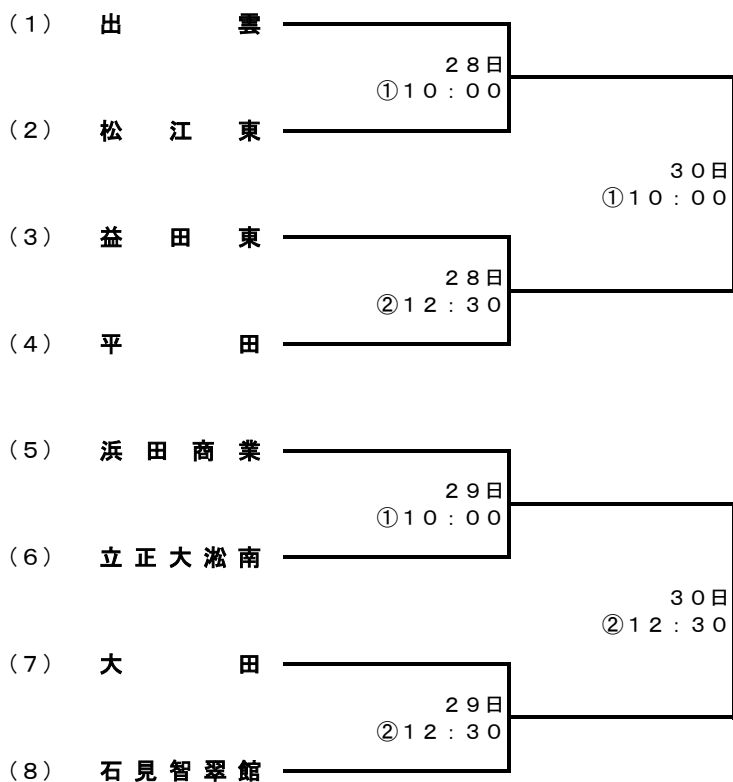 （１） 出雲
２８日
①１０：００
（２） 松江東
３０日
①１０：００
（３） 益田東
２８日
②１２：３０
（４） 平田
（５） 浜田商業
２９日
①１０：００
（６） 立正大淞南
３０日
②１２：３０
（７） 大田
２９日
②１２：３０
（８） 石見智翠館